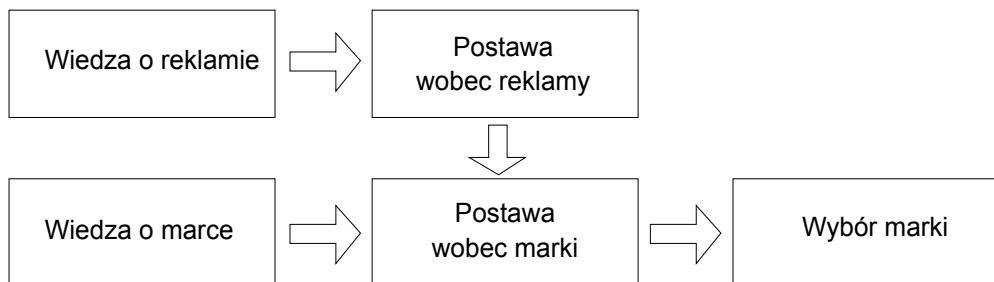 Wiedza o reklamie
Postawa
wobec reklamy
Wiedza o marce
Postawa
wobec marki
Wybór marki